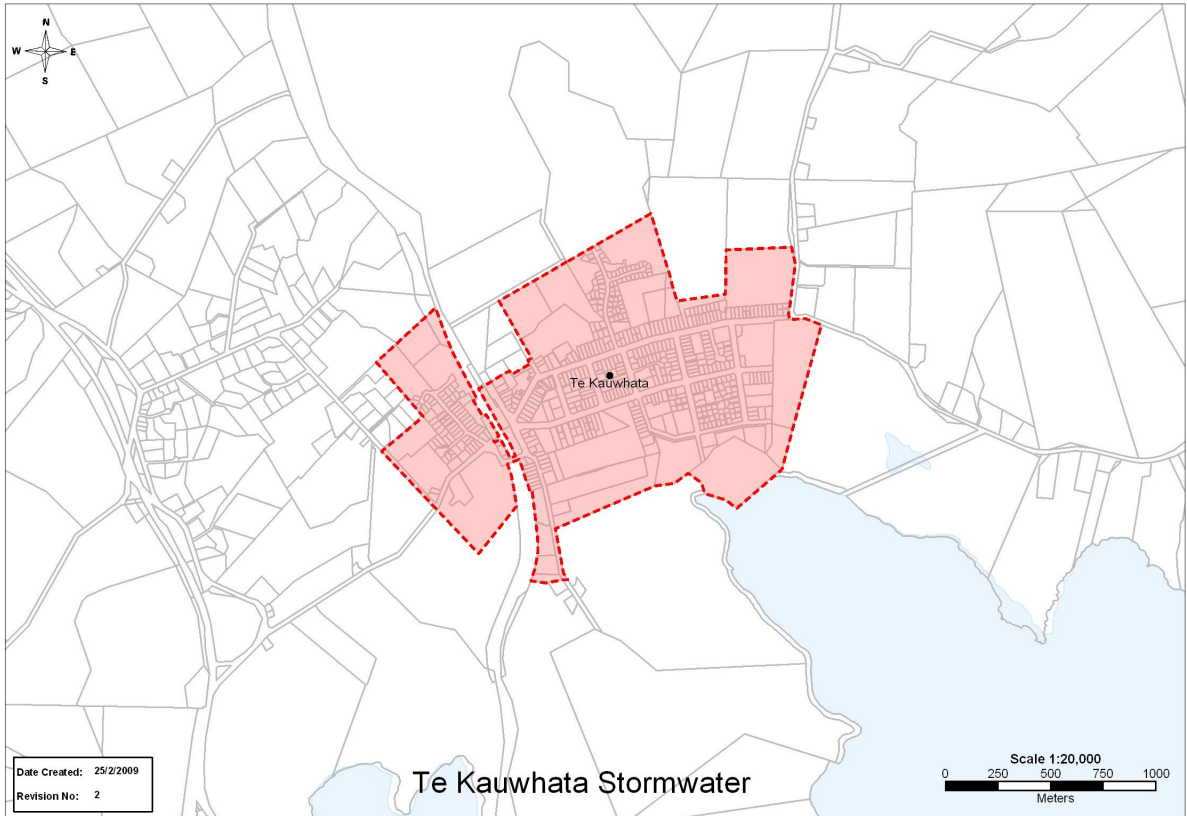 N
W E
S
Te Kauwhata
Date Created: 25/2/2009
Revision No: 2
Te Kauwhata Stormwater
Scale 1:20,000
0 250 500 750 1000
Meters